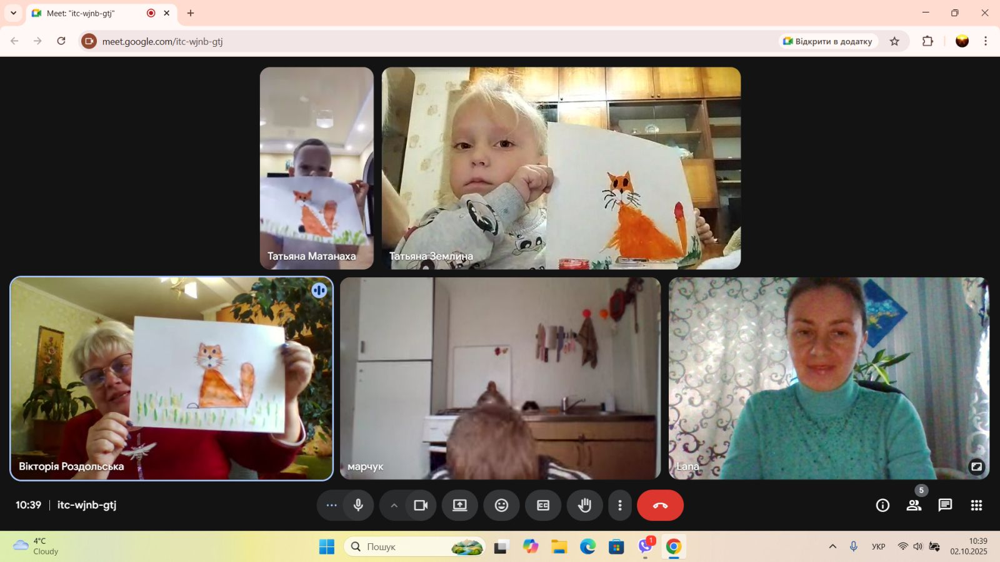 Meet: "itc-wjnb-gtj"
meet.google.com/itc-wjnb-gtj
Відкрити в додатку
Татьяна Матанаха
Татьяна Землина
Вікторія Роздольська
марчук
Lana
10:39 | itc-wjnb-gtj
5
4°C
Cloudy
Пошук
1
УКР
10:39
02.10.2025